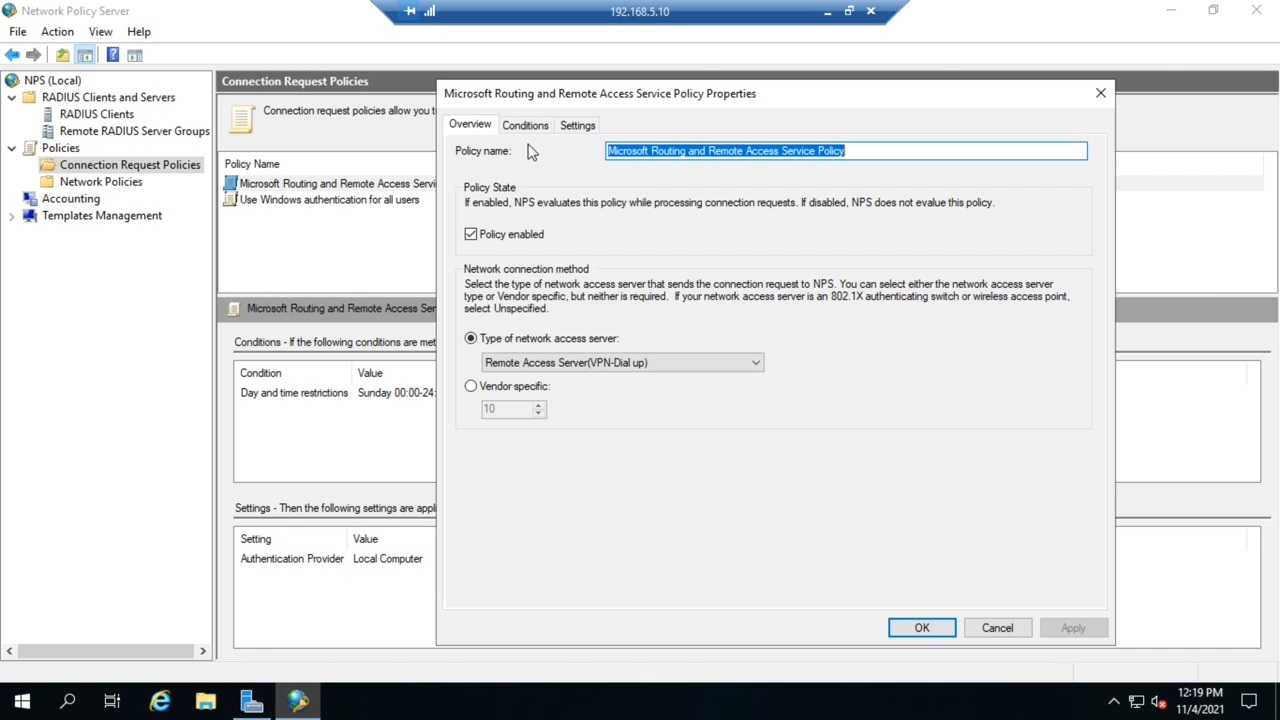 Network Policy Server
192.168.5.10
File Action View Help
NPS (Local)
RADIUS Clients and Servers
RADIUS Clients
Remote RADIUS Server Groups
Policies
Connection Request Policies
Network Policies
Accounting
Templates Management
Connection Request Policies
Connection request policies allow you t
Policy Name
Microsoft Routing and Remote Access Servi
Use Windows authentication for all users
Microsoft Routing and Remote Access Ser
Conditions - If the following conditions are met
Condition Value
Day and time restrictions Sunday 00:00-24:
Settings - Then the following settings are appl
Setting Value
Authentication Provider Local Computer
Microsoft Routing and Remote Access Service Policy Properties
Overview Conditions Settings
Policy name: Microsoft Routing and Remote Access Service Policy
Policy State
If enabled, NPS evaluates this policy while processing connection requests. If disabled, NPS does not evaluate this policy.
Policy enabled
Network connection method
Select the type of network access server that sends the connection request to NPS. You can select either the network access server
type or Vendor specific, but neither is required. If your network access server is an 802.1X authenticating switch or wireless access point,
select Unspecified.
Type of network access server:
Remote Access Server(VPN-Dial up)
Vendor specific:
10
OK Cancel Apply
12:19 PM
11/4/2021